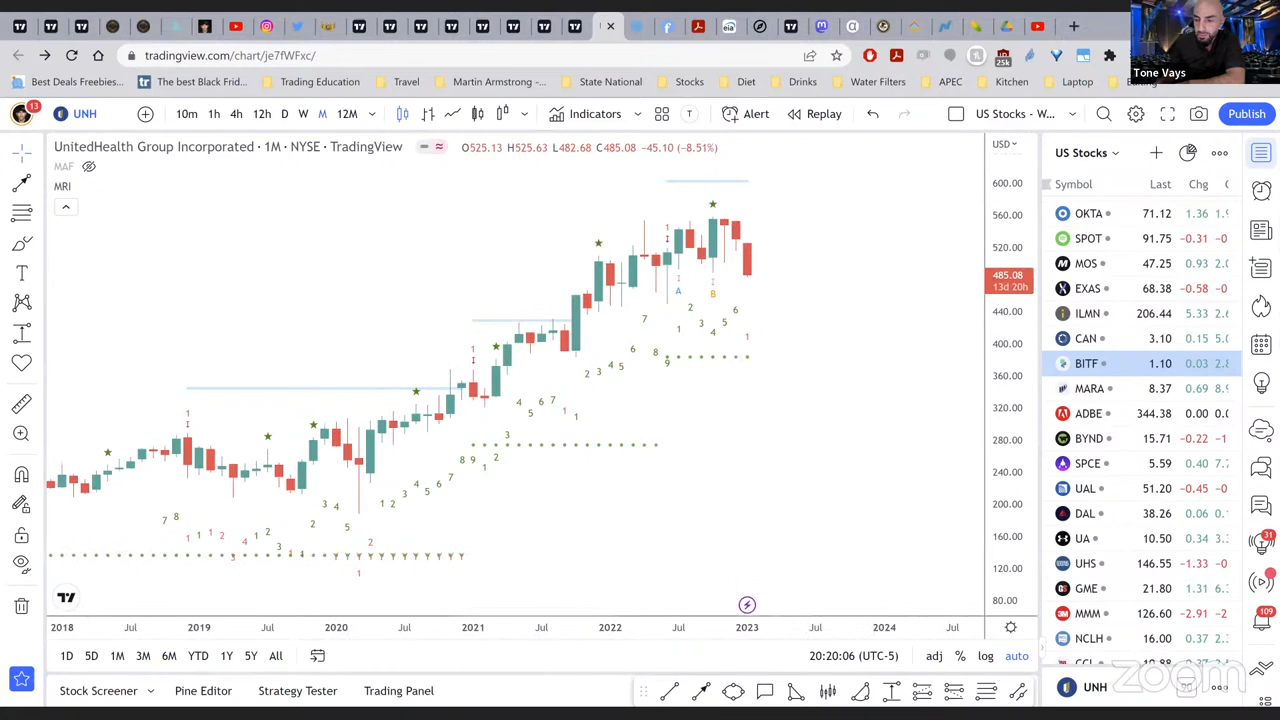 25k
Tone Vays
tradingview.com/chart/je7fWFxc/
Best Deals Freebies...
The best Black Frid...
Trading Education
Travel
Martin Armstrong -...
State National
Stocks
Diet
Drinks
Water Filters
APEC
Kitchen
Laptop
13
UNH
10m 1h 4h 12h D W M 12M
Indicators
Alert
Replay
US Stocks - W...
Publish
UnitedHealth Group Incorporated · 1M · NYSE · TradingView
O525.13 H525.63 L482.68 C485.08 −45.10 (−8.51%)
MAF
MRI
USD
600.00
560.00
520.00
485.08
13d 20h
440.00
400.00
360.00
320.00
280.00
240.00
200.00
160.00
120.00
80.00
A
B
2018 Jul 2019 Jul 2020 Jul 2021 Jul 2022 Jul 2023 Jul 2024 Jul
1D 5D 1M 3M 6M YTD 1Y 5Y All
20:20:06 (UTC-5)
adj % log auto
Stock Screener
Pine Editor
Strategy Tester
Trading Panel
US Stocks
Symbol Last Chg
OKTA 71.12 1.36
SPOT 91.75 −0.31
MOS 47.25 0.93
EXAS 68.38 −0.58
ILMN 206.44 5.33
CAN 3.10 0.15
BITF 1.10 0.03
MARA 8.37 0.69
ADBE 344.38 0.00
BYND 15.71 −0.22
SPCE 5.59 0.40
UAL 51.20 −0.45
DAL 38.26 0.06
UA 10.50 0.34
UHS 146.55 −1.33
GME 21.80 1.31
MMM 126.60 −2.91
NCLH 16.00 0.37
UNH
31
109
zoom